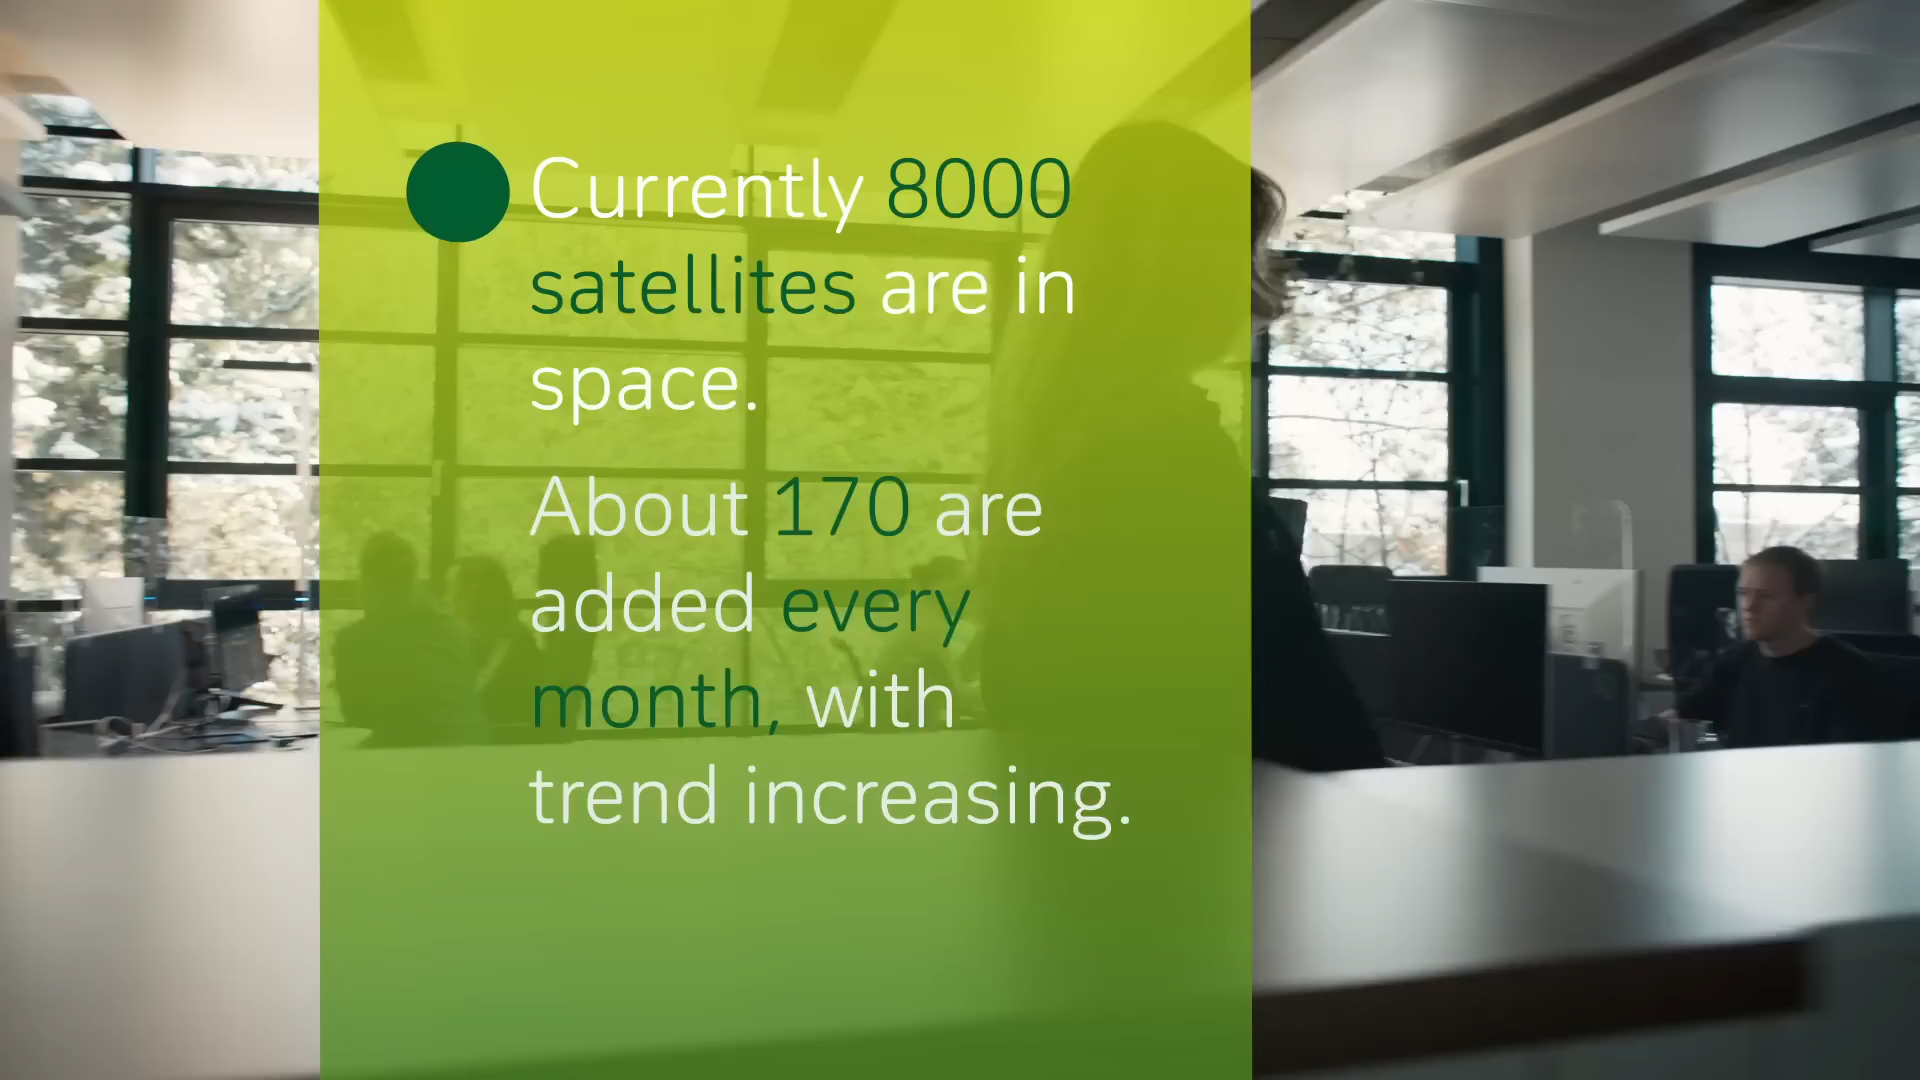 Currently 8000
satellites are in
space.
About 170 are
added every
month, with
trend increasing.